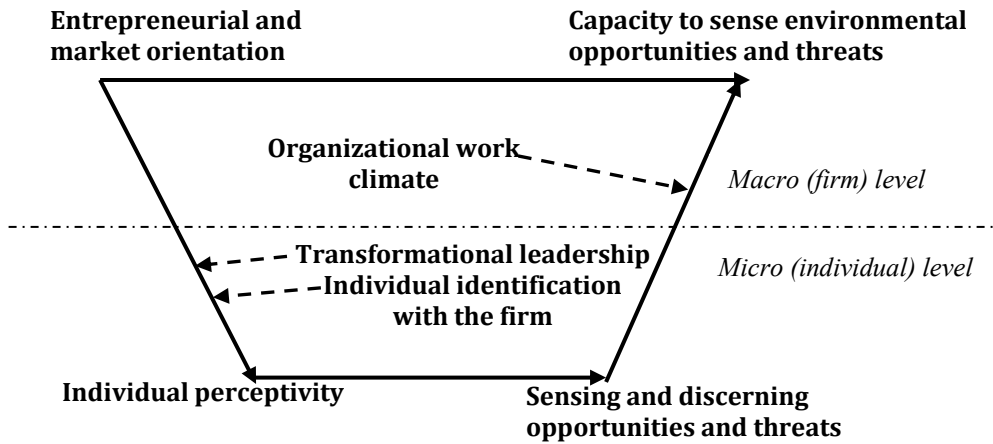 Entrepreneurial and
market orientation
Capacity to sense environmental
opportunities and threats
Organizational work
climate
Macro (firm) level
Transformational leadership
Individual identification
with the firm
Micro (individual) level
Individual perceptivity
Sensing and discerning
opportunities and threats